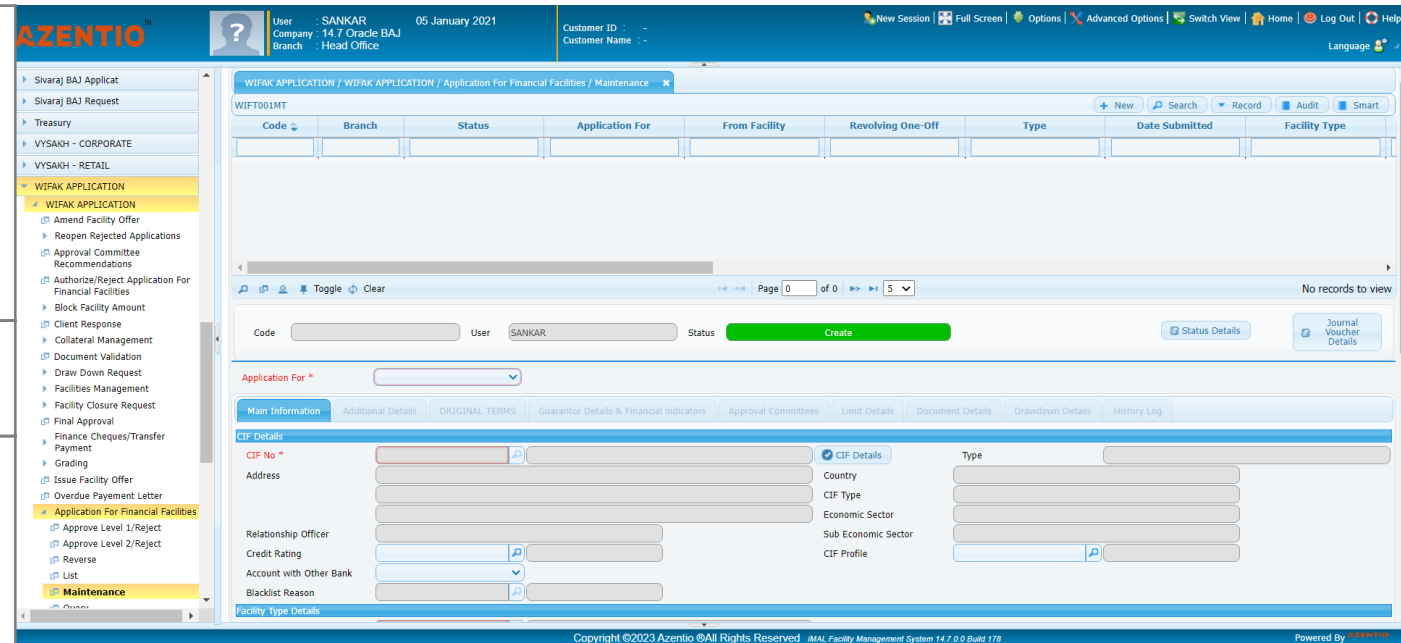 AZENTIO™
User : SANKAR 05 January 2021
Company : 14.7 Oracle BAJ
Branch : Head Office
Customer ID : -
Customer Name : -
New Session | Full Screen | Options | Advanced Options | Switch View | Home | Log Out | Help
Language
Sivaraj BAJ Applicat
Sivaraj BAJ Request
Treasury
VYSAKH - CORPORATE
VYSAKH - RETAIL
WIFAK APPLICATION
WIFAK APPLICATION
Amend Facility Offer
Reopen Rejected Applications
Approval Committee
Recommendations
Authorize/Reject Application For
Financial Facilities
Block Facility Amount
Client Response
Collateral Management
Document Validation
Draw Down Request
Facilities Management
Facility Closure Request
Final Approval
Finance Cheques/Transfer
Payment
Grading
Issue Facility Offer
Overdue Payement Letter
Application For Financial Facilities
Approve Level 1/Reject
Approve Level 2/Reject
Reverse
List
Maintenance
Query
WIFAK APPLICATION / WIFAK APPLICATION / Application For Financial Facilities / Maintenance
WIFT001MT
New Search Record Audit Smart
Code Branch Status Application For From Facility Revolving One-Off Type Date Submitted Facility Type
Toggle Clear Page 0 of 0 5 No records to view
Code User SANKAR Status Create Status Details
Journal
Voucher
Details
Application For *
Main Information Additional Details ORIGINAL TERMS Guarantor Details & Financial indicators Approval Committees Limit Details Document Details Drawdown Details History Log
CIF Details
CIF No * CIF Details Type
Address Country
CIF Type
Economic Sector
Relationship Officer Sub Economic Sector
Credit Rating CIF Profile
Account with Other Bank
Blacklist Reason
Facility Type Details
Copyright ©2023 Azentio ®All Rights Reserved iMAL Facility Management System 14.7.0.0 Build 178 Powered By AZENTIO